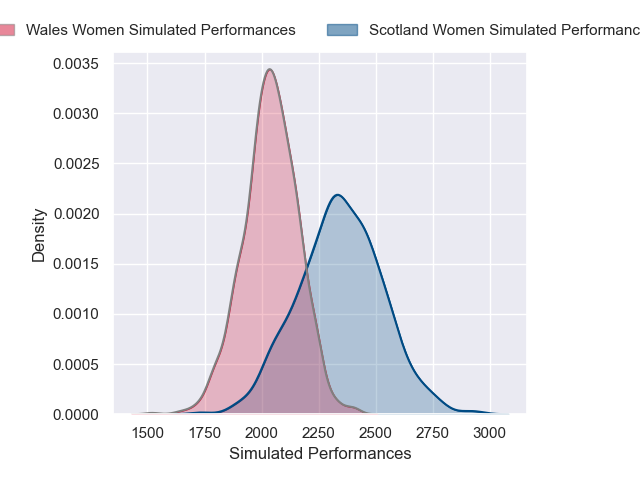 Wales Women Simulated Performances
Scotland Women Simulated Performanc
0.0035
0.0030
0.0025
0.0020
0.0015
0.0010
0.0005
0.0000
Density
1500 1750 2000 2250 2500 2750 3000
Simulated Performances